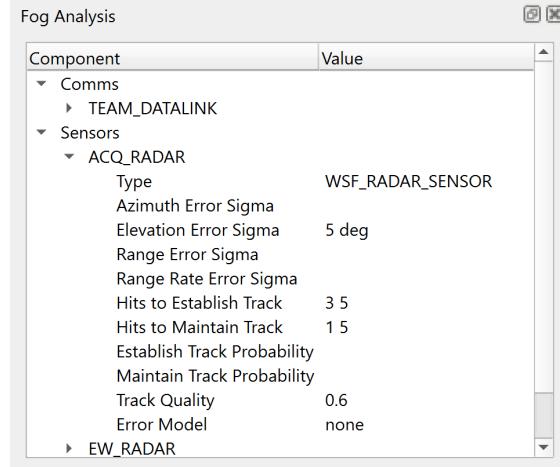 Fog Analysis
Component Value
Comms
TEAM_DATALINK
Sensors
ACQ_RADAR
Type WSF_RADAR_SENSOR
Azimuth Error Sigma
Elevation Error Sigma 5 deg
Range Error Sigma
Range Rate Error Sigma
Hits to Establish Track 3 5
Hits to Maintain Track 1 5
Establish Track Probability
Maintain Track Probability
Track Quality 0.6
Error Model none
EW_RADAR